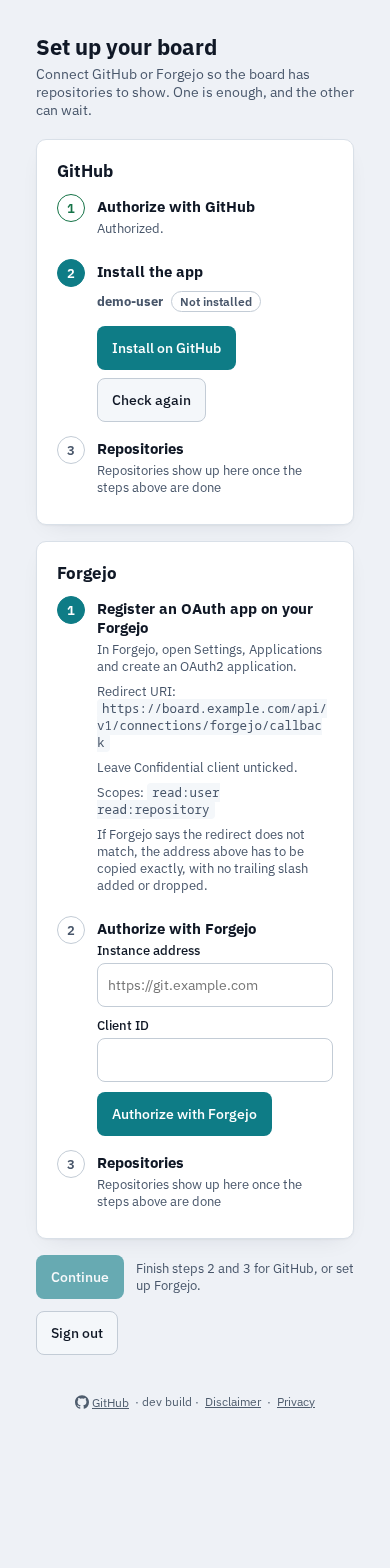 Set up your board
Connect GitHub or Forgejo so the board has
repositories to show. One is enough, and the other
can wait.
GitHub
1 Authorize with GitHub
Authorized.
2 Install the app
demo-user Not installed
Install on GitHub
Check again
3 Repositories
Repositories show up here once the
steps above are done
Forgejo
1 Register an OAuth app on your
Forgejo
In Forgejo, open Settings, Applications
and create an OAuth2 application.
Redirect URI:
https://board.example.com/api/
v1/connections/forgejo/callbac
k
Leave Confidential client unticked.
Scopes: read:user
read:repository
If Forgejo says the redirect does not
match, the address above has to be
copied exactly, with no trailing slash
added or dropped.
2 Authorize with Forgejo
Instance address
https://git.example.com
Client ID
Authorize with Forgejo
3 Repositories
Repositories show up here once the
steps above are done
Continue Finish steps 2 and 3 for GitHub, or set
up Forgejo.
Sign out
GitHub · dev build · Disclaimer · Privacy